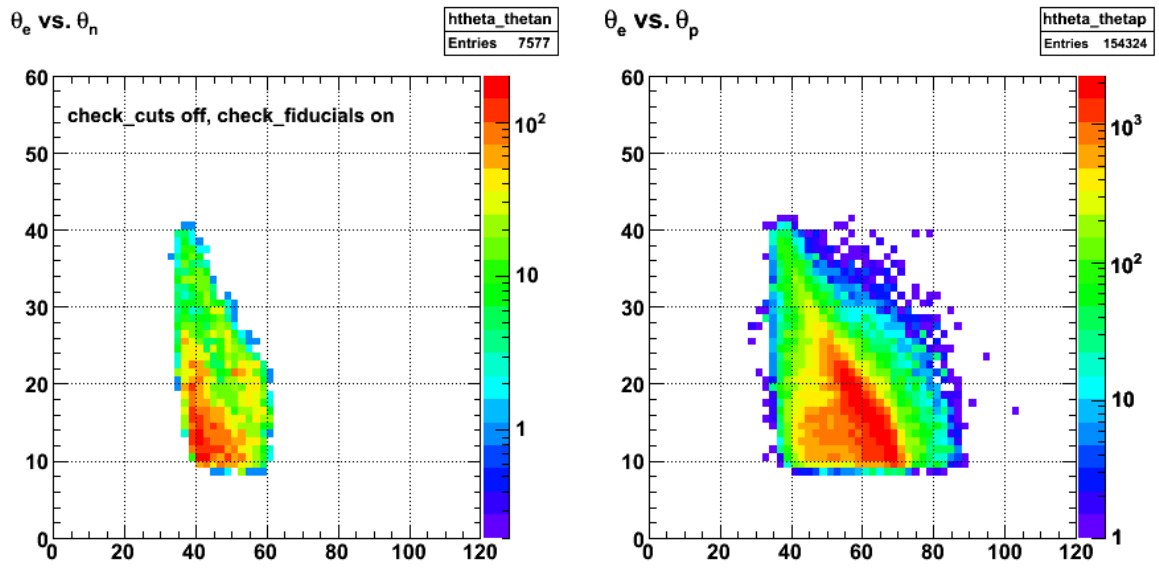 θe vs. θn
htheta_thetan
Entries 7577
60
50
40
30
20
10
0
check_cuts off, check_fiducials on
10²
10
1
0 20 40 60 80 100 120
θe vs. θp
htheta_thetap
Entries 154324
60
50
40
30
20
10
0
10³
10²
10
1
0 20 40 60 80 100 120